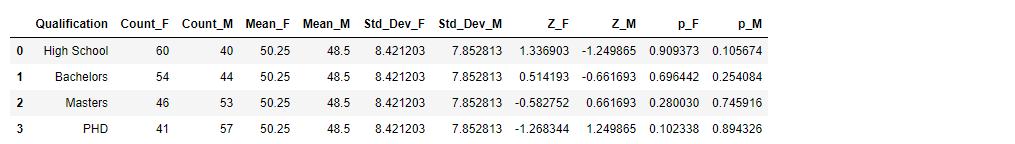 Qualification Count_F Count_M Mean_F Mean_M Std_Dev_F Std_Dev_M Z_F Z_M p_F p_M
0 High School 60 40 50.25 48.5 8.421203 7.852813 1.336903 -1.249865 0.909373 0.105674
1 Bachelors 54 44 50.25 48.5 8.421203 7.852813 0.514193 -0.661693 0.696442 0.254084
2 Masters 46 53 50.25 48.5 8.421203 7.852813 -0.582752 0.661693 0.280030 0.745916
3 PHD 41 57 50.25 48.5 8.421203 7.852813 -1.268344 1.249865 0.102338 0.894326